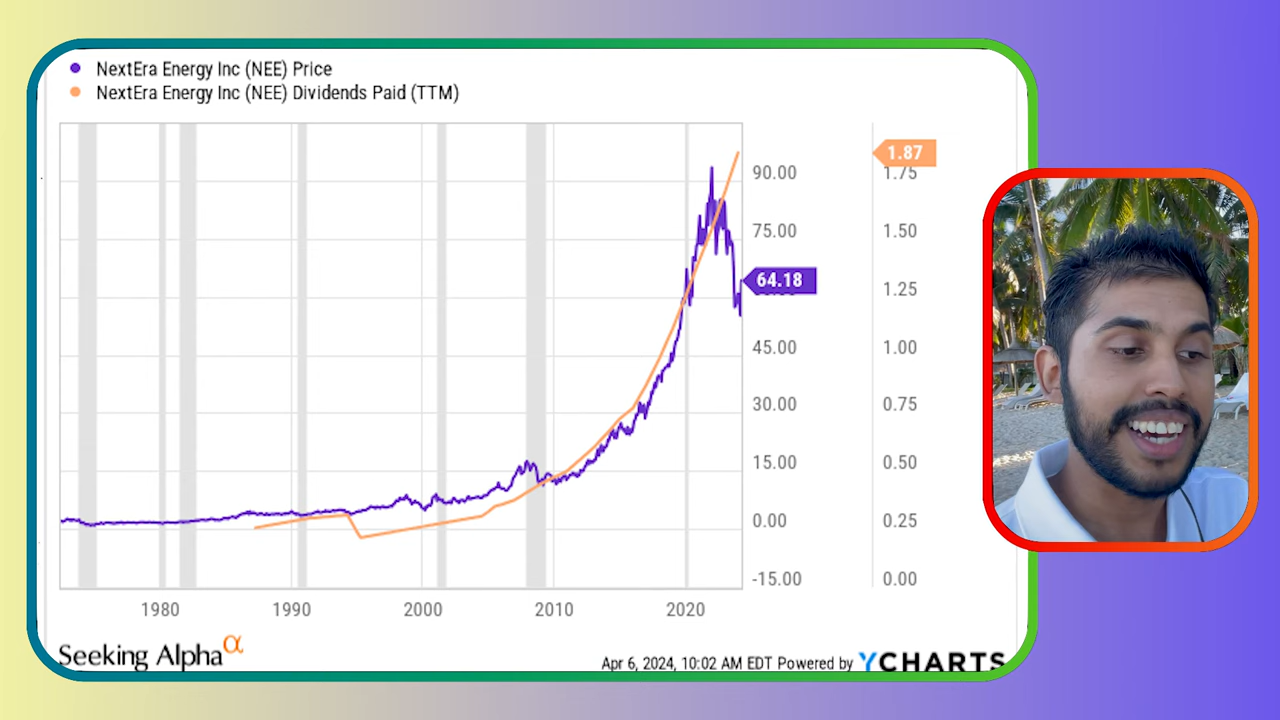 NextEra Energy Inc (NEE) Price
NextEra Energy Inc (NEE) Dividends Paid (TTM)
1.87
90.00 1.75
75.00 1.50
64.18 1.25
45.00 1.00
30.00 0.75
15.00 0.50
0.00 0.25
-15.00 0.00
1980 1990 2000 2010 2020
Seeking Alpha α
Apr 6, 2024, 10:02 AM EDT Powered by YCHARTS